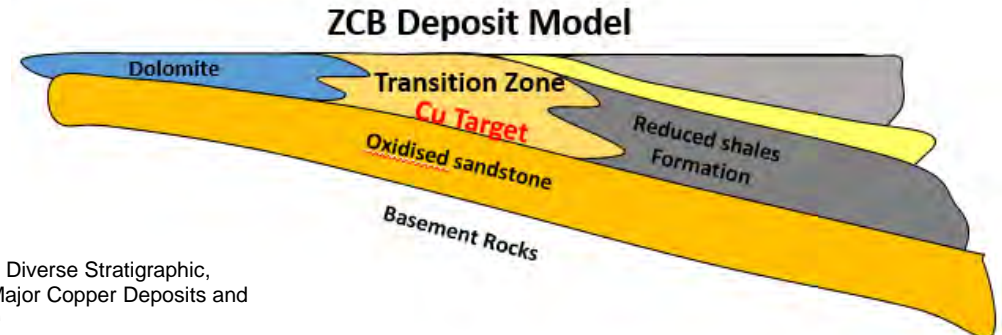 ZCB Deposit Model
Dolomite
Transition Zone
Cu Target
Reduced shales
Formation
Oxidised sandstone
Basement Rocks
Diverse Stratigraphic,
Major Copper Deposits and